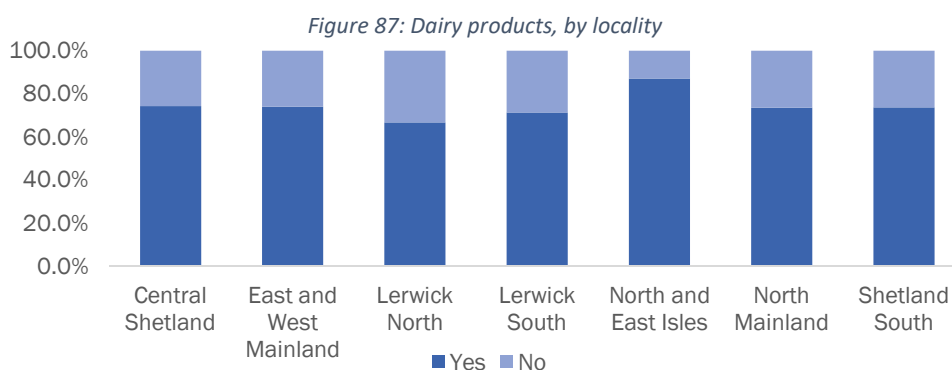 Figure 87: Dairy products, by locality
100.0%
80.0%
60.0%
40.0%
20.0%
0.0%
Central
Shetland
East and
West
Mainland
Lerwick
North
Lerwick
South
North and
East Isles
North
Mainland
Shetland
South
Yes No